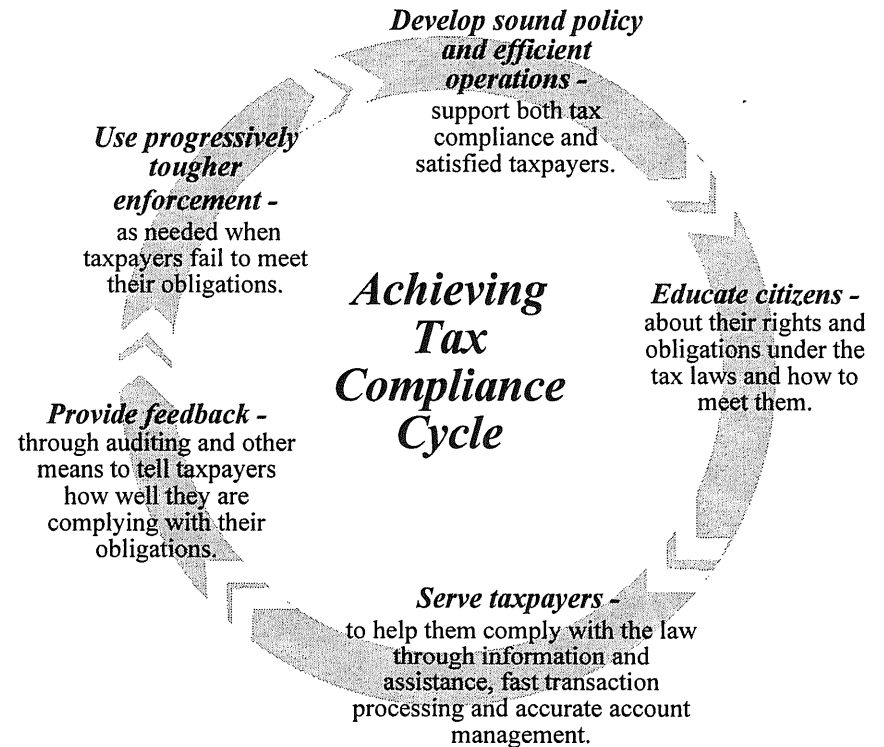 Develop sound policy
and efficient
operations -
support both tax
compliance and
satisfied taxpayers.
Educate citizens -
about their rights and
obligations under the
tax laws and how to
meet them.
Serve taxpayers -
to help them comply with the law
through information and
assistance, fast transaction
processing and accurate account
management.
Provide feedback -
through auditing and other
means to tell taxpayers
how well they are
complying with their
obligations.
Use progressively
tougher
enforcement -
as needed when
taxpayers fail to meet
their obligations.
Achieving
Tax
Compliance
Cycle